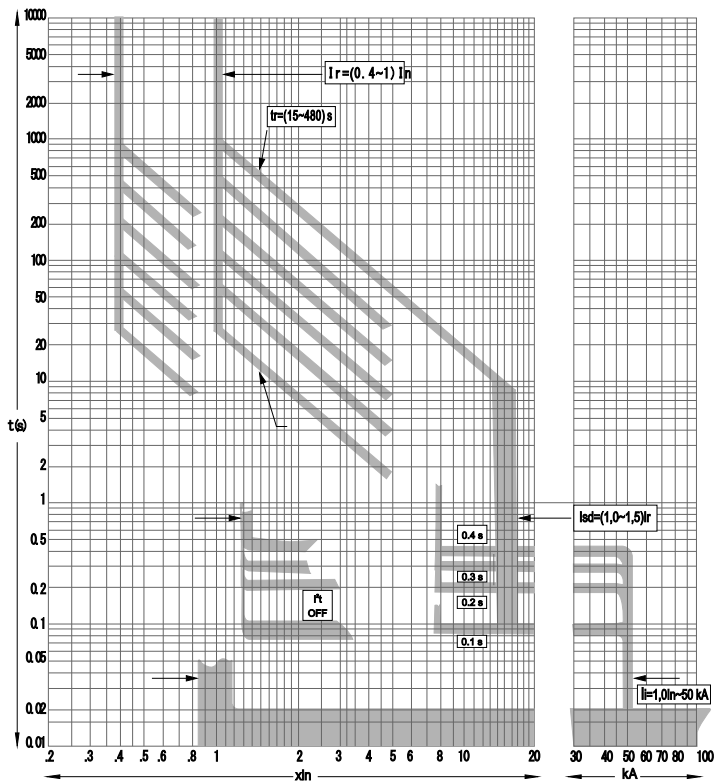 10000
5000
2000
1000
500
200
100
50
20
10
5
2
1
0.5
0.2
0.1
0.05
0.02
0.01
t(s)
Ir=(0.4~1)In
tr=(15~480)s
Isd=(1,0~1,5)Ir
0.4 s
0.3 s
0.2 s
0.1 s
I²t
OFF
Ii=1,0In~50 kA
.2 .3 .4 .5 .6 .8 1 2 3 4 5 6 8 10 20 30 40 50 60 70 80 100
xIn kA